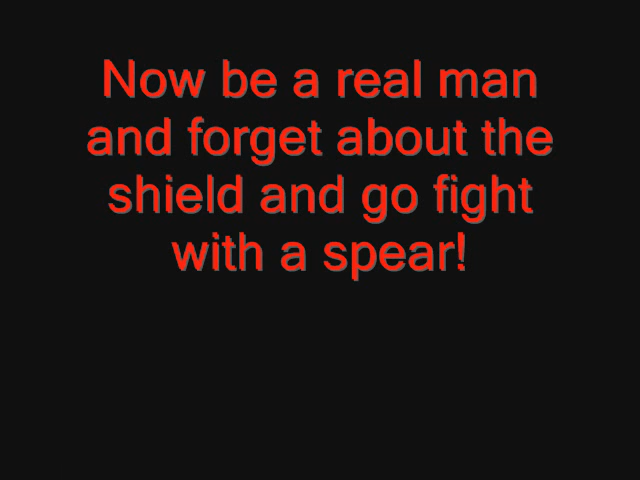 Now be a real man
and forget about the
shield and go fight
with a spear!